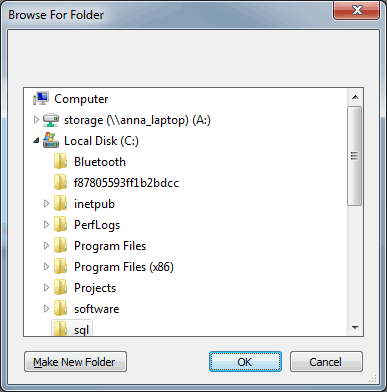 Browse For Folder
Computer
storage (\\anna_laptop) (A:)
Local Disk (C:)
Bluetooth
f87805593ff1b2bdcc
inetpub
PerfLogs
Program Files
Program Files (x86)
Projects
software
sql
Make New Folder OK Cancel